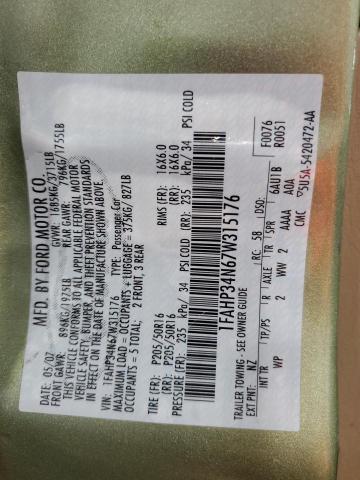 MFD. BY FORD MOTOR CO.
DATE: 05/07 GVWR: 1685KG/3715LB
FRONT GAWR: 896KG/1975LB REAR GAWR: 796KG/1755LB
THIS VEHICLE CONFORMS TO ALL APPLICABLE FEDERAL MOTOR
VEHICLE SAFETY, BUMPER, AND THEFT PREVENTION STANDARDS
IN EFFECT ON THE DATE OF MANUFACTURE SHOWN ABOVE.
VIN: 1FAHP34N67W315176 TYPE: Passenger Car
MAXIMUM LOAD = OCCUPANTS + LUGGAGE = 375KG/ 827LB
OCCUPANTS = 5 TOTAL: 2 FRONT, 3 REAR
TIRE (FR): P205/50R16 RIMS (FR): 16X6.0
(RR): P205/50R16 (RR): 16X6.0
PRESSURE (FR): 235 kPa/ 34 PSI COLD (RR): 235 kPa/ 34 PSI COLD
1FAHP34N67W315176
F0076
R0051
TRAILER TOWING - SEE OWNER GUIDE
EXT PNT: NZ RC: 58 DSO: GAU1B
INT TR TP/PS R AXLE TR SPR
WP 2 WW 2 AAAA AOA
CMC 5U5A-5420472-AA